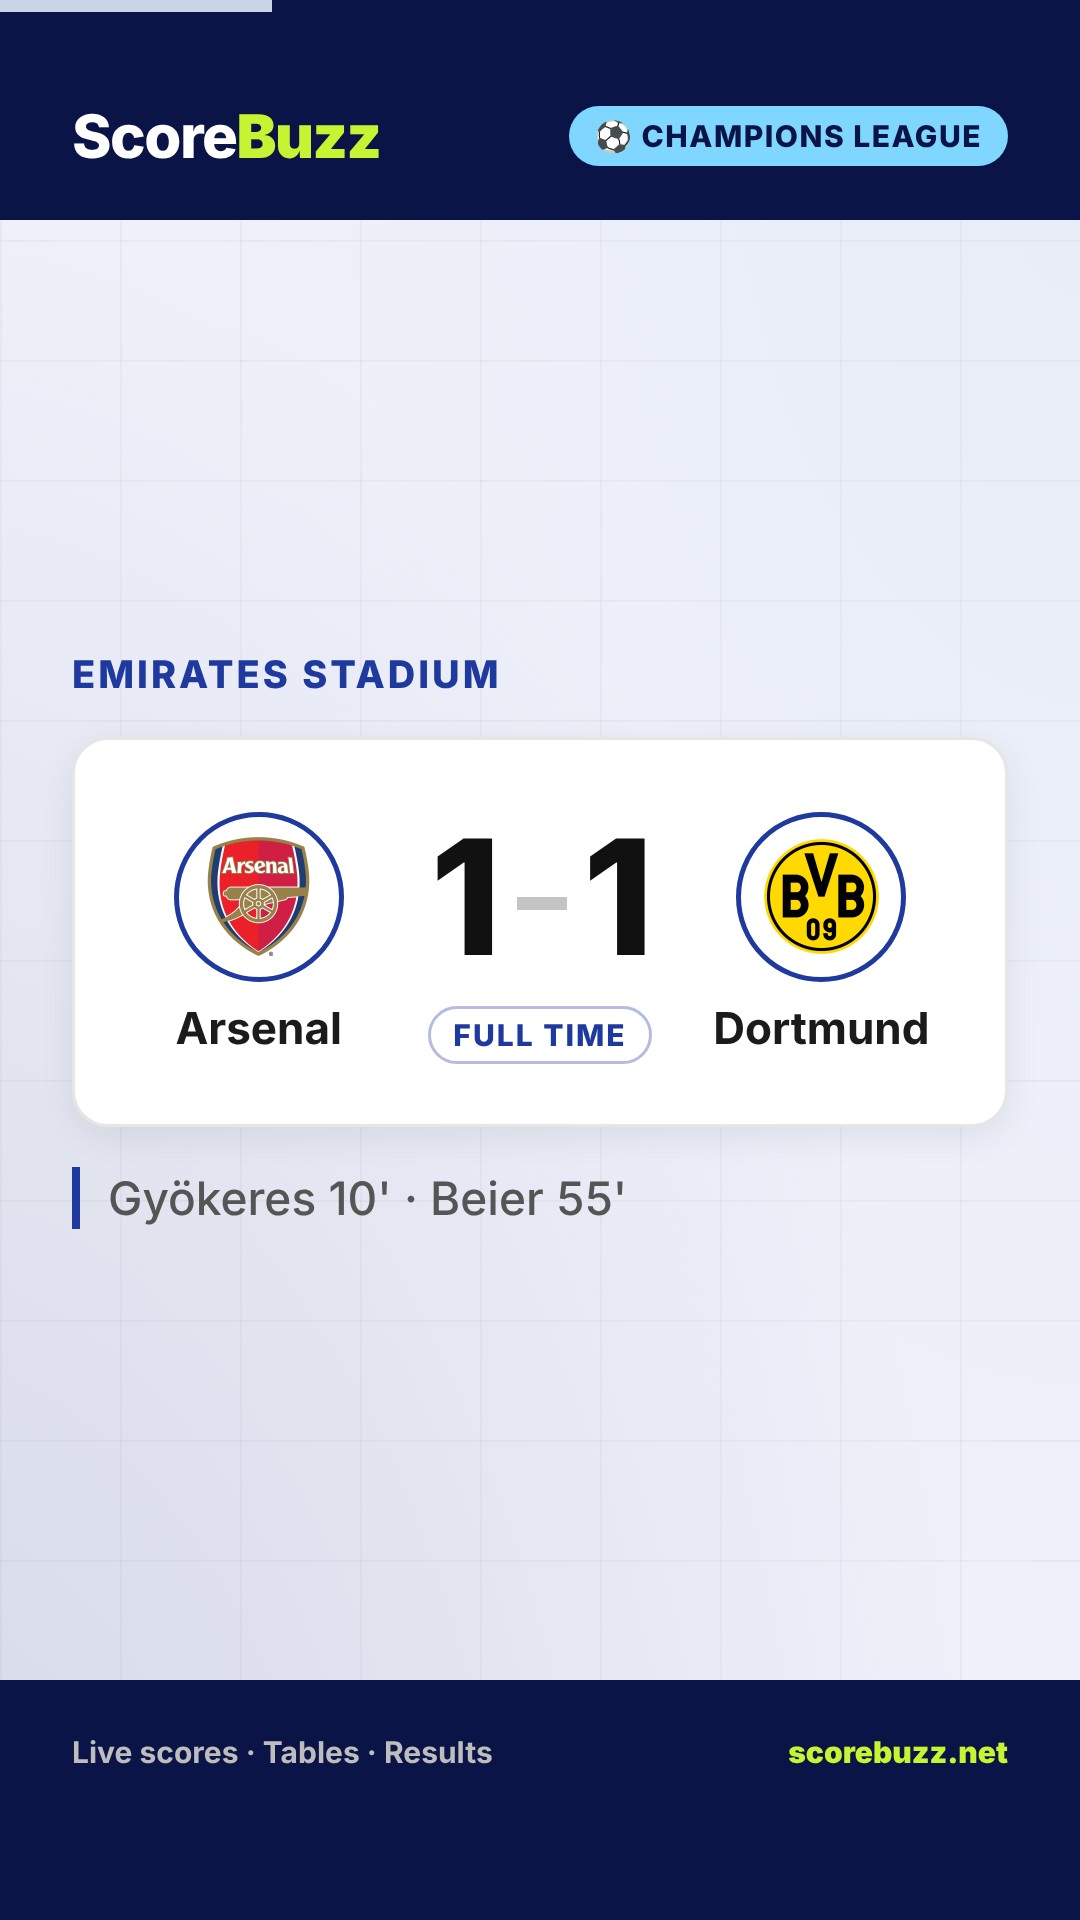 ScoreBuzz
⚽ CHAMPIONS LEAGUE
EMIRATES STADIUM
Arsenal
1 – 1
BVB
09
Arsenal
FULL TIME
Dortmund
Gyökeres 10' · Beier 55'
Live scores · Tables · Results
scorebuzz.net